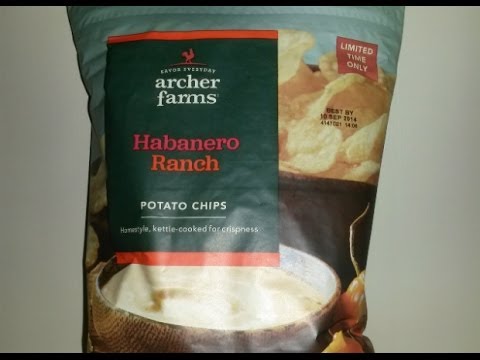 SAVOR EVERYDAY
archer
farms
Habanero
Ranch
POTATO CHIPS
Homestyle, kettle-cooked for crispness
LIMITED
TIME
ONLY
BEST BY
10 SEP 2014